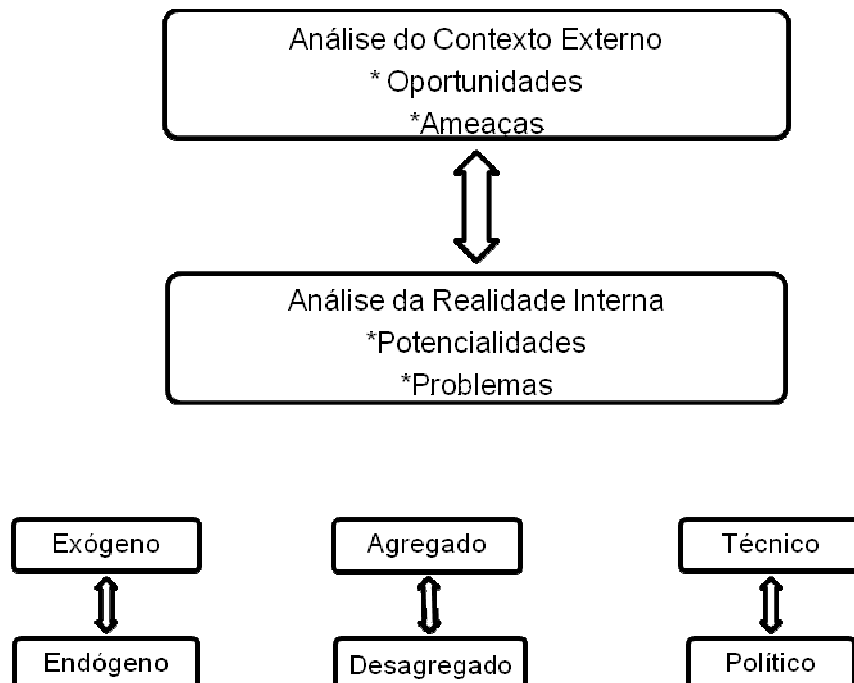 Análise do Contexto Externo
* Oportunidades
*Ameaças
Análise da Realidade Interna
*Potencialidades
*Problemas
Exógeno
Agregado
Técnico
Endógeno
Desagregado
Político